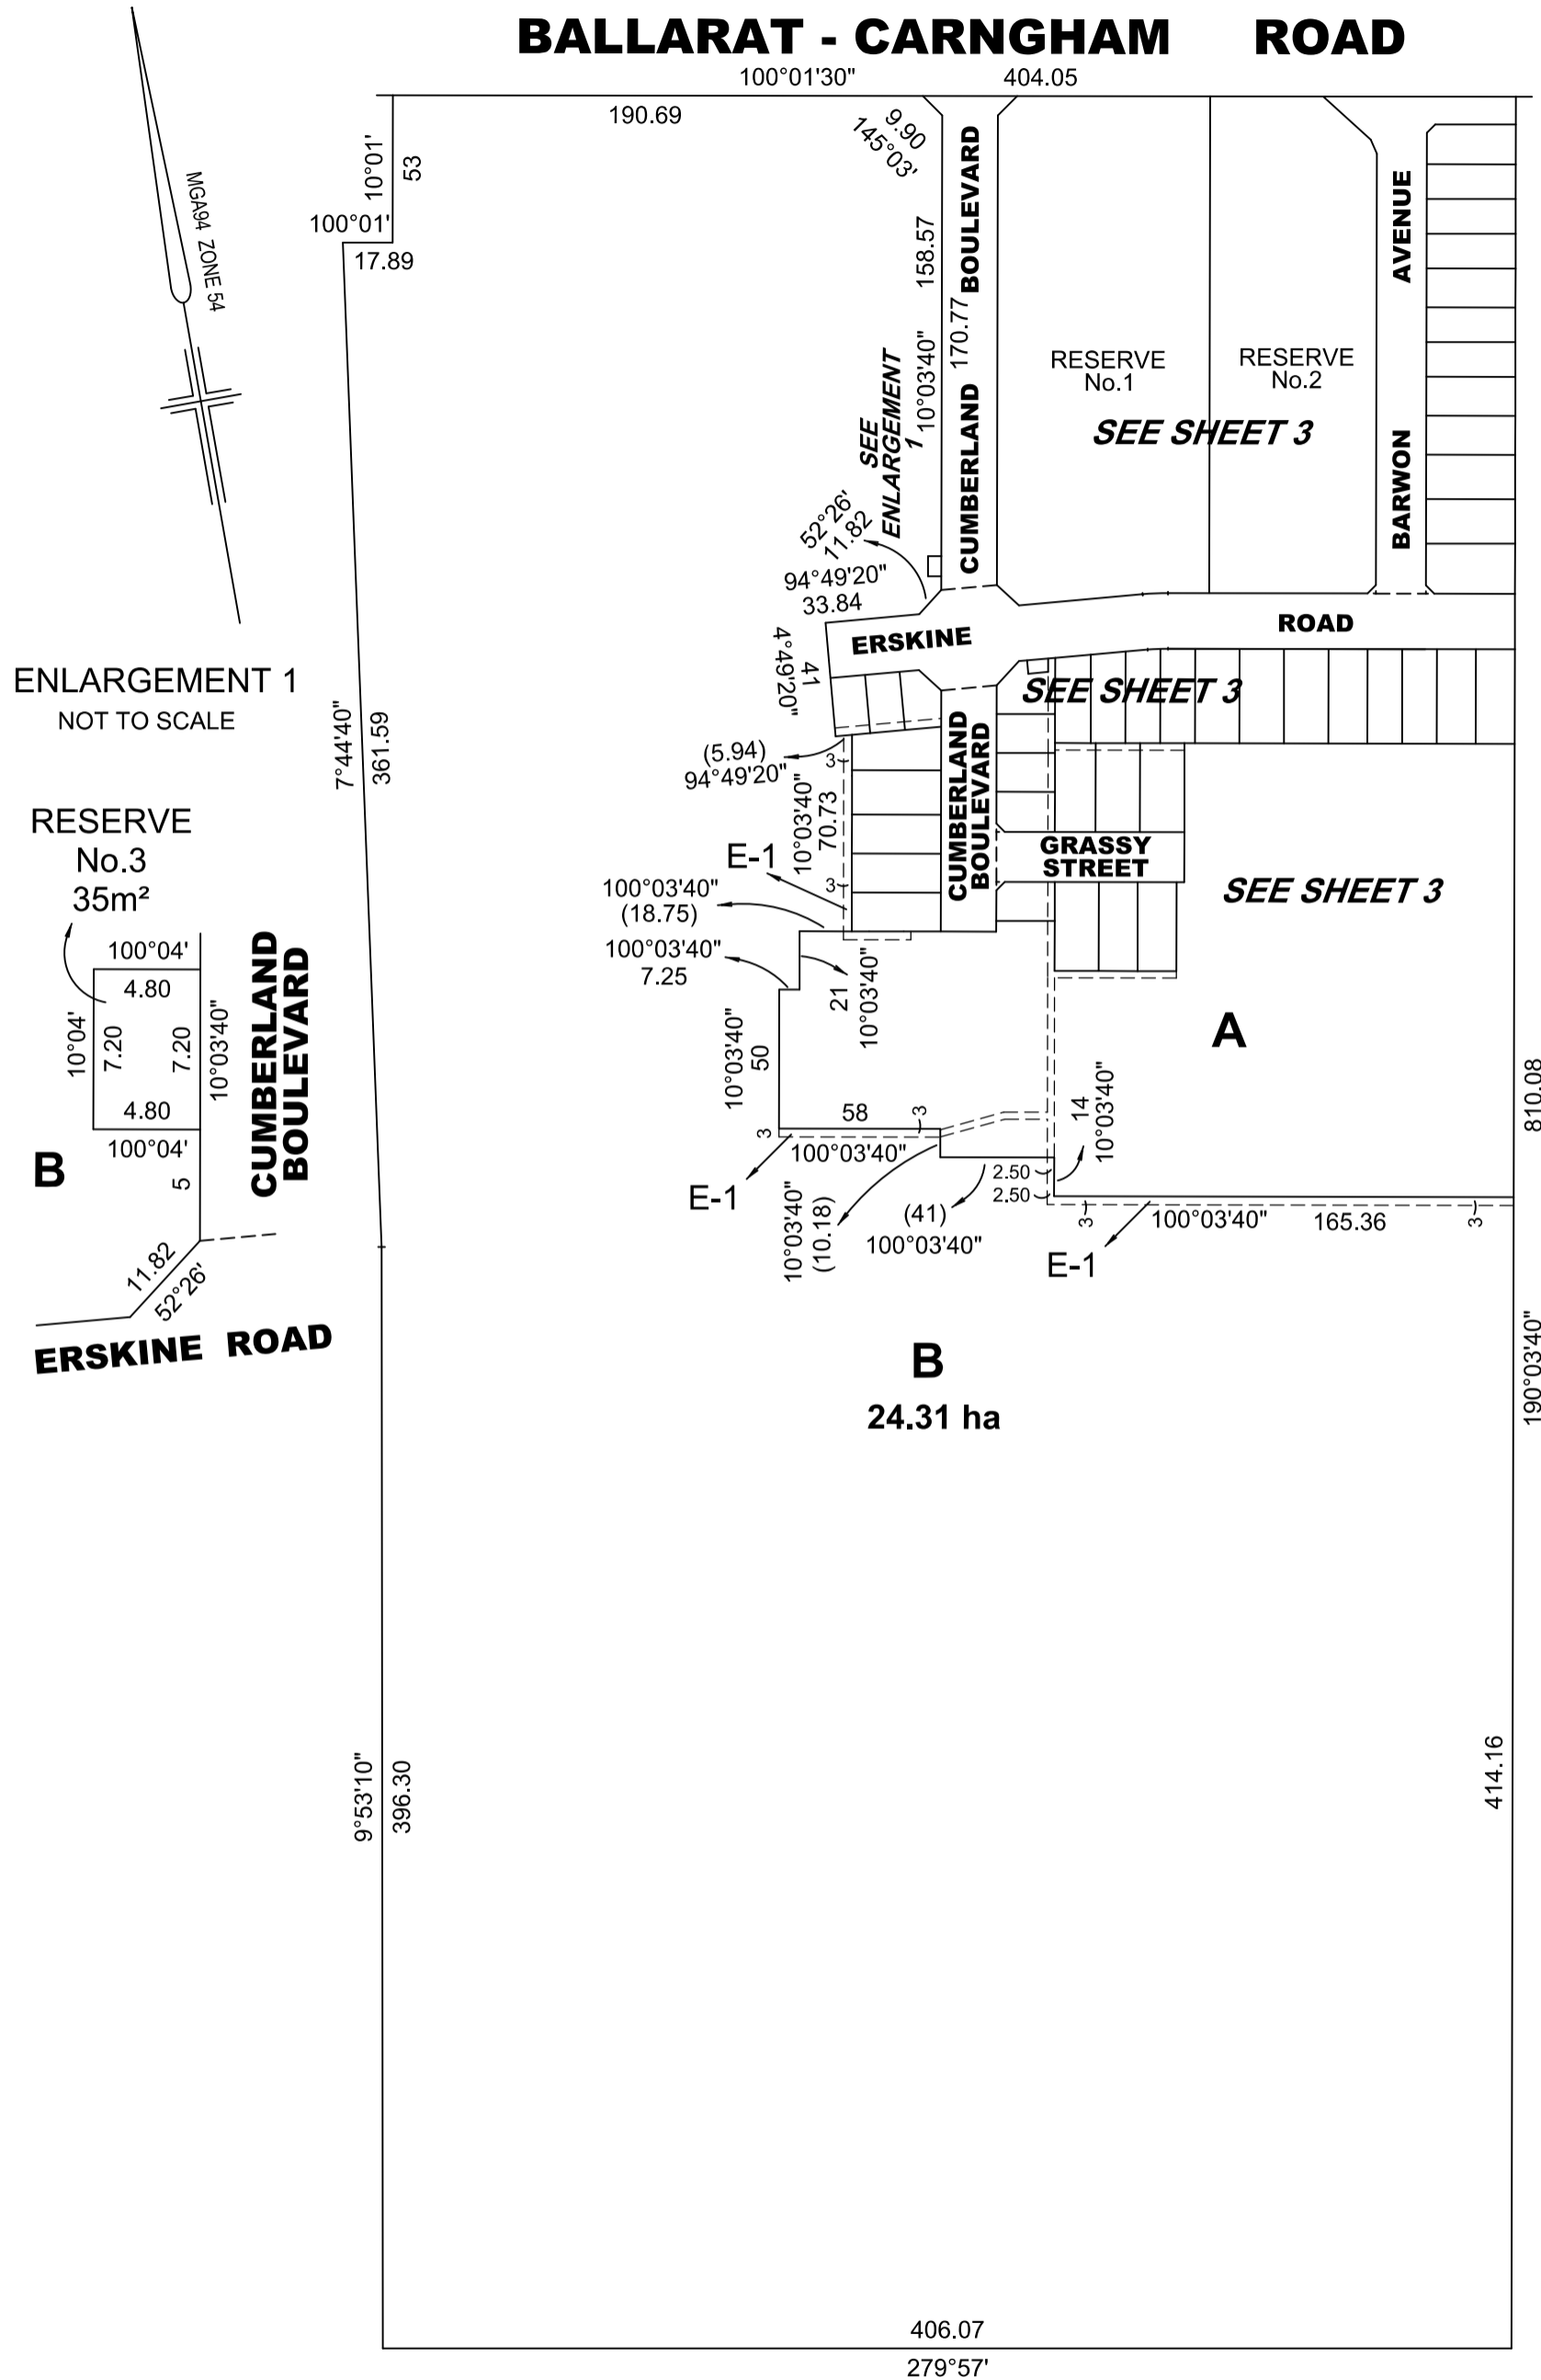 BALLARAT - CARNGHAM ROAD
100°01'30" 404.05
190.69
9.90
145°03'
10°01'
53
100°01'
17.89
MGA94 ZONE 54
158.57
10°03'40"
170.77
CUMBERLAND BOULEVARD
SEE
ENLARGEMENT
1
RESERVE
No.1
RESERVE
No.2
SEE SHEET 3
BARWON AVENUE
52°26'
11.82
94°49'20"
33.84
ERSKINE ROAD
41
4°49'20"
SEE SHEET 3
(5.94)
94°49'20"
3
10°03'40"
70.73
3
E-1
CUMBERLAND
BOULEVARD
GRASSY
STREET
SEE SHEET 3
100°03'40"
(18.75)
100°03'40"
7.25
21
10°03'40"
10°03'40"
50
A
58
3
3
100°03'40"
E-1
10°03'40"
(10.18)
(41)
100°03'40"
2.50
2.50
14
10°03'40"
3
100°03'40" 165.36
3
E-1
810.08
190°03'40"
B
24.31 ha
7°44'40"
361.59
ENLARGEMENT 1
NOT TO SCALE
RESERVE
No.3
35m²
100°04'
4.80
10°04'
7.20
7.20
10°03'40"
4.80
100°04'
5
B
CUMBERLAND
BOULEVARD
11.82
52°26'
ERSKINE ROAD
9°53'10"
396.30
414.16
406.07
279°57'